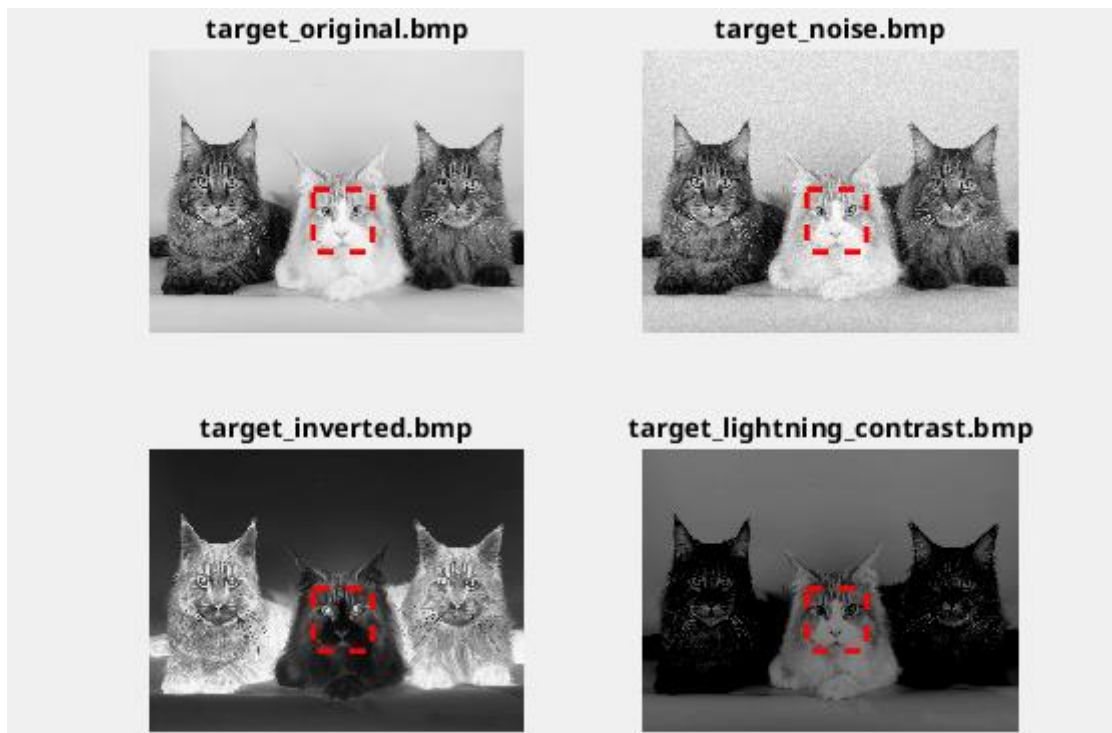 target_original.bmp
target_noise.bmp
target_inverted.bmp
target_lightning_contrast.bmp